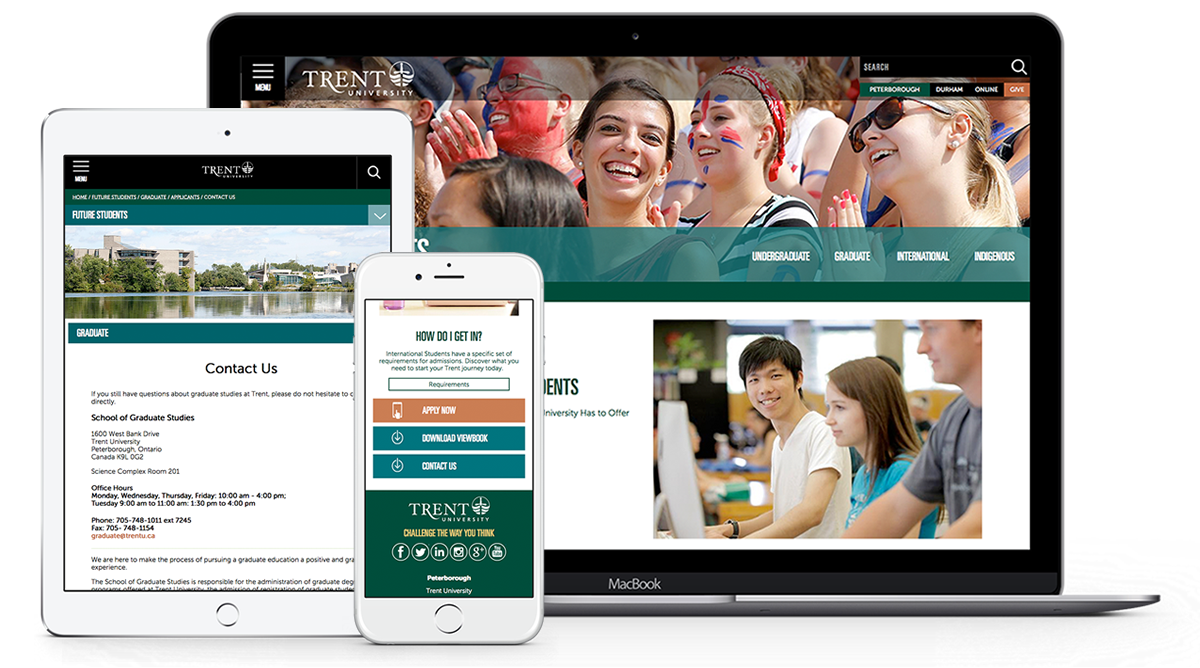 MENU
TRENT
UNIVERSITY
SEARCH
PETERBOROUGH DURHAM ONLINE GIVE
UNDERGRADUATE GRADUATE INTERNATIONAL INDIGENOUS
University Has to Offer
MacBook
MENU
TRENT
UNIVERSITY
HOME / FUTURE STUDENTS / GRADUATE / APPLICANTS / CONTACT US
FUTURE STUDENTS
GRADUATE
Contact Us
If you still have questions about graduate studies at Trent, please do not hesitate to
directly.
School of Graduate Studies
1600 West Bank Drive
Trent University
Peterborough, Ontario
Canada K9L 0G2
Science Complex Room 201
Office Hours
Monday, Wednesday, Thursday, Friday: 10:00 am - 4:00 pm;
Tuesday 9:00 am to 11:00 am: 1:30 pm to 4:00 pm
Phone: 705-748-1011 ext 7245
Fax: 705- 748-1154
graduate@trentu.ca
We are here to make the process of pursuing a graduate education a positive and
experience.
The School of Graduate Studies is responsible for the administration of graduate
programs offered at Trent University, the admission of registration of graduate
HOW DO I GET IN?
International Students have a specific set of
requirements for admissions. Discover what you
need to start your Trent journey today.
Requirements
APPLY NOW
DOWNLOAD VIEWBOOK
CONTACT US
TRENT
UNIVERSITY
CHALLENGE THE WAY YOU THINK
Peterborough
Trent University